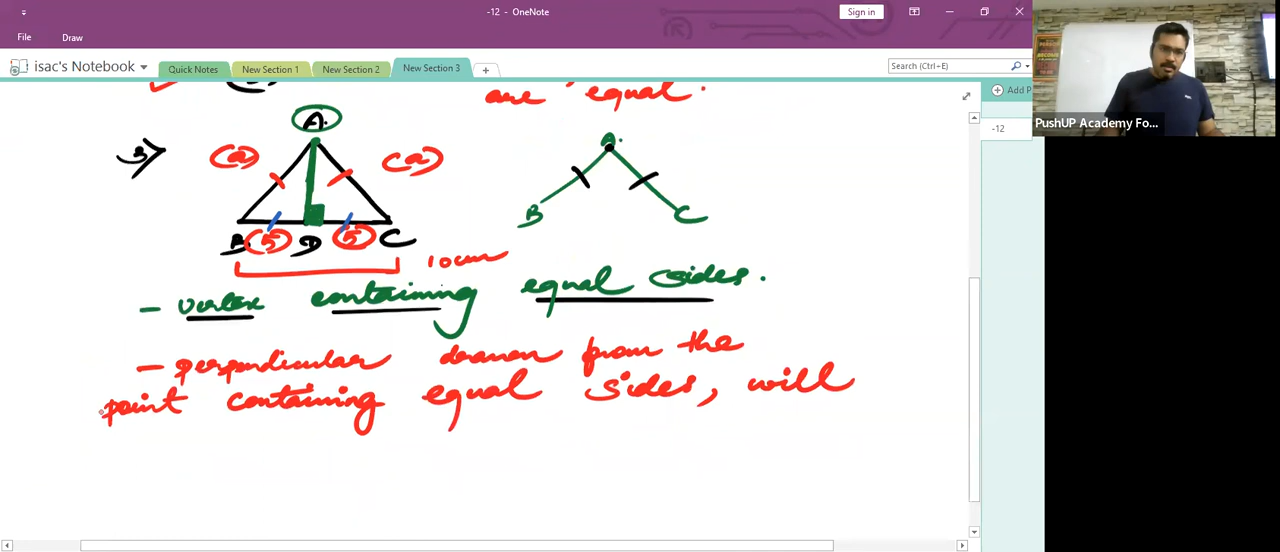 -12 - OneNote
Sign in
File
Draw
isac's Notebook
Quick Notes
New Section 1
New Section 2
New Section 3
+
Search (Ctrl+E)
Add P
-12
PushUP Academy Fo...
are equal.
3)
A
(a)
(a)
B
(5)
D
(5)
C
10cm
A
B
C
- vertex containing equal sides.
- perpendicular drawn from the
point containing equal sides, will